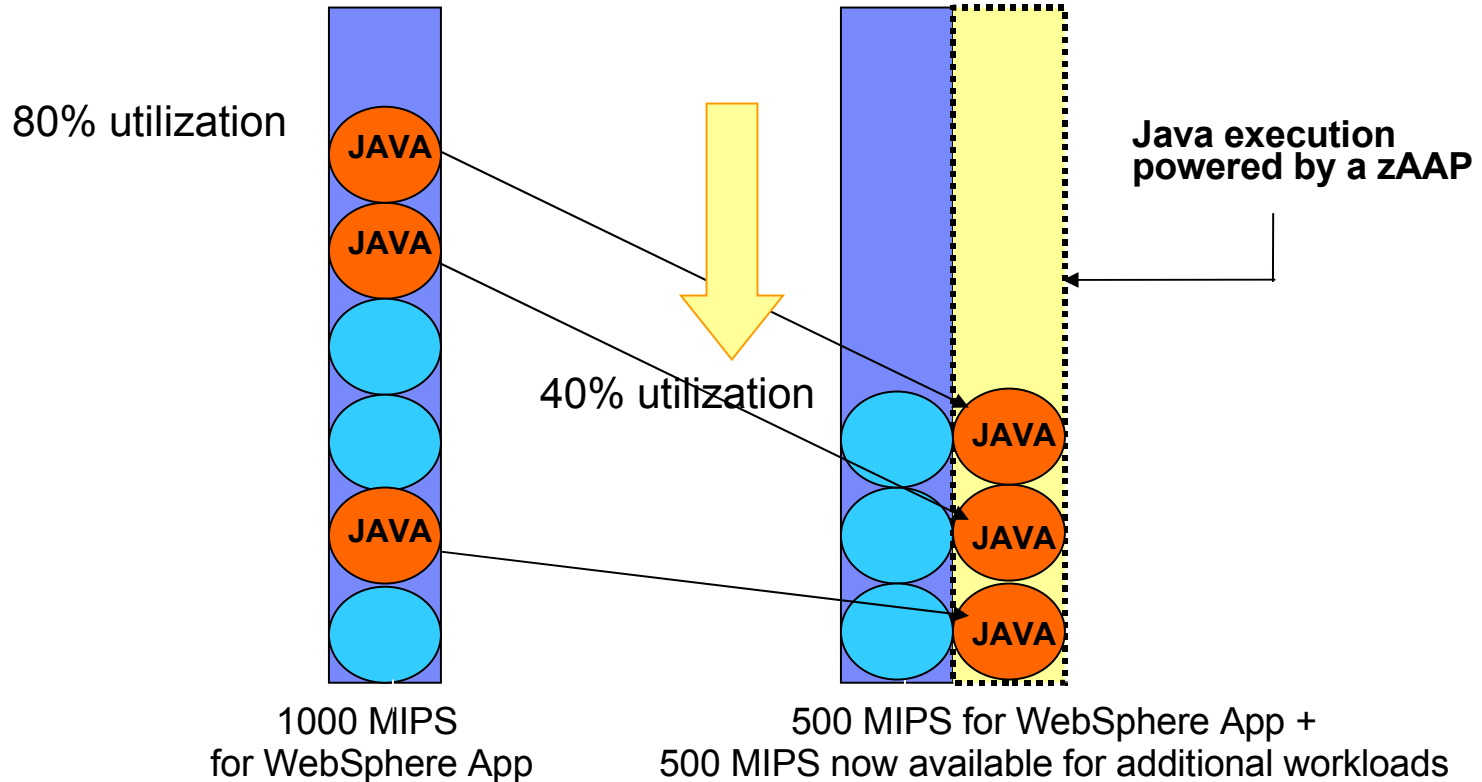 80% utilization
JAVA
JAVA
JAVA
1000 MIPS
for WebSphere App
40% utilization
JAVA
JAVA
JAVA
500 MIPS for WebSphere App +
500 MIPS now available for additional workloads
Java execution
powered by a zAAP